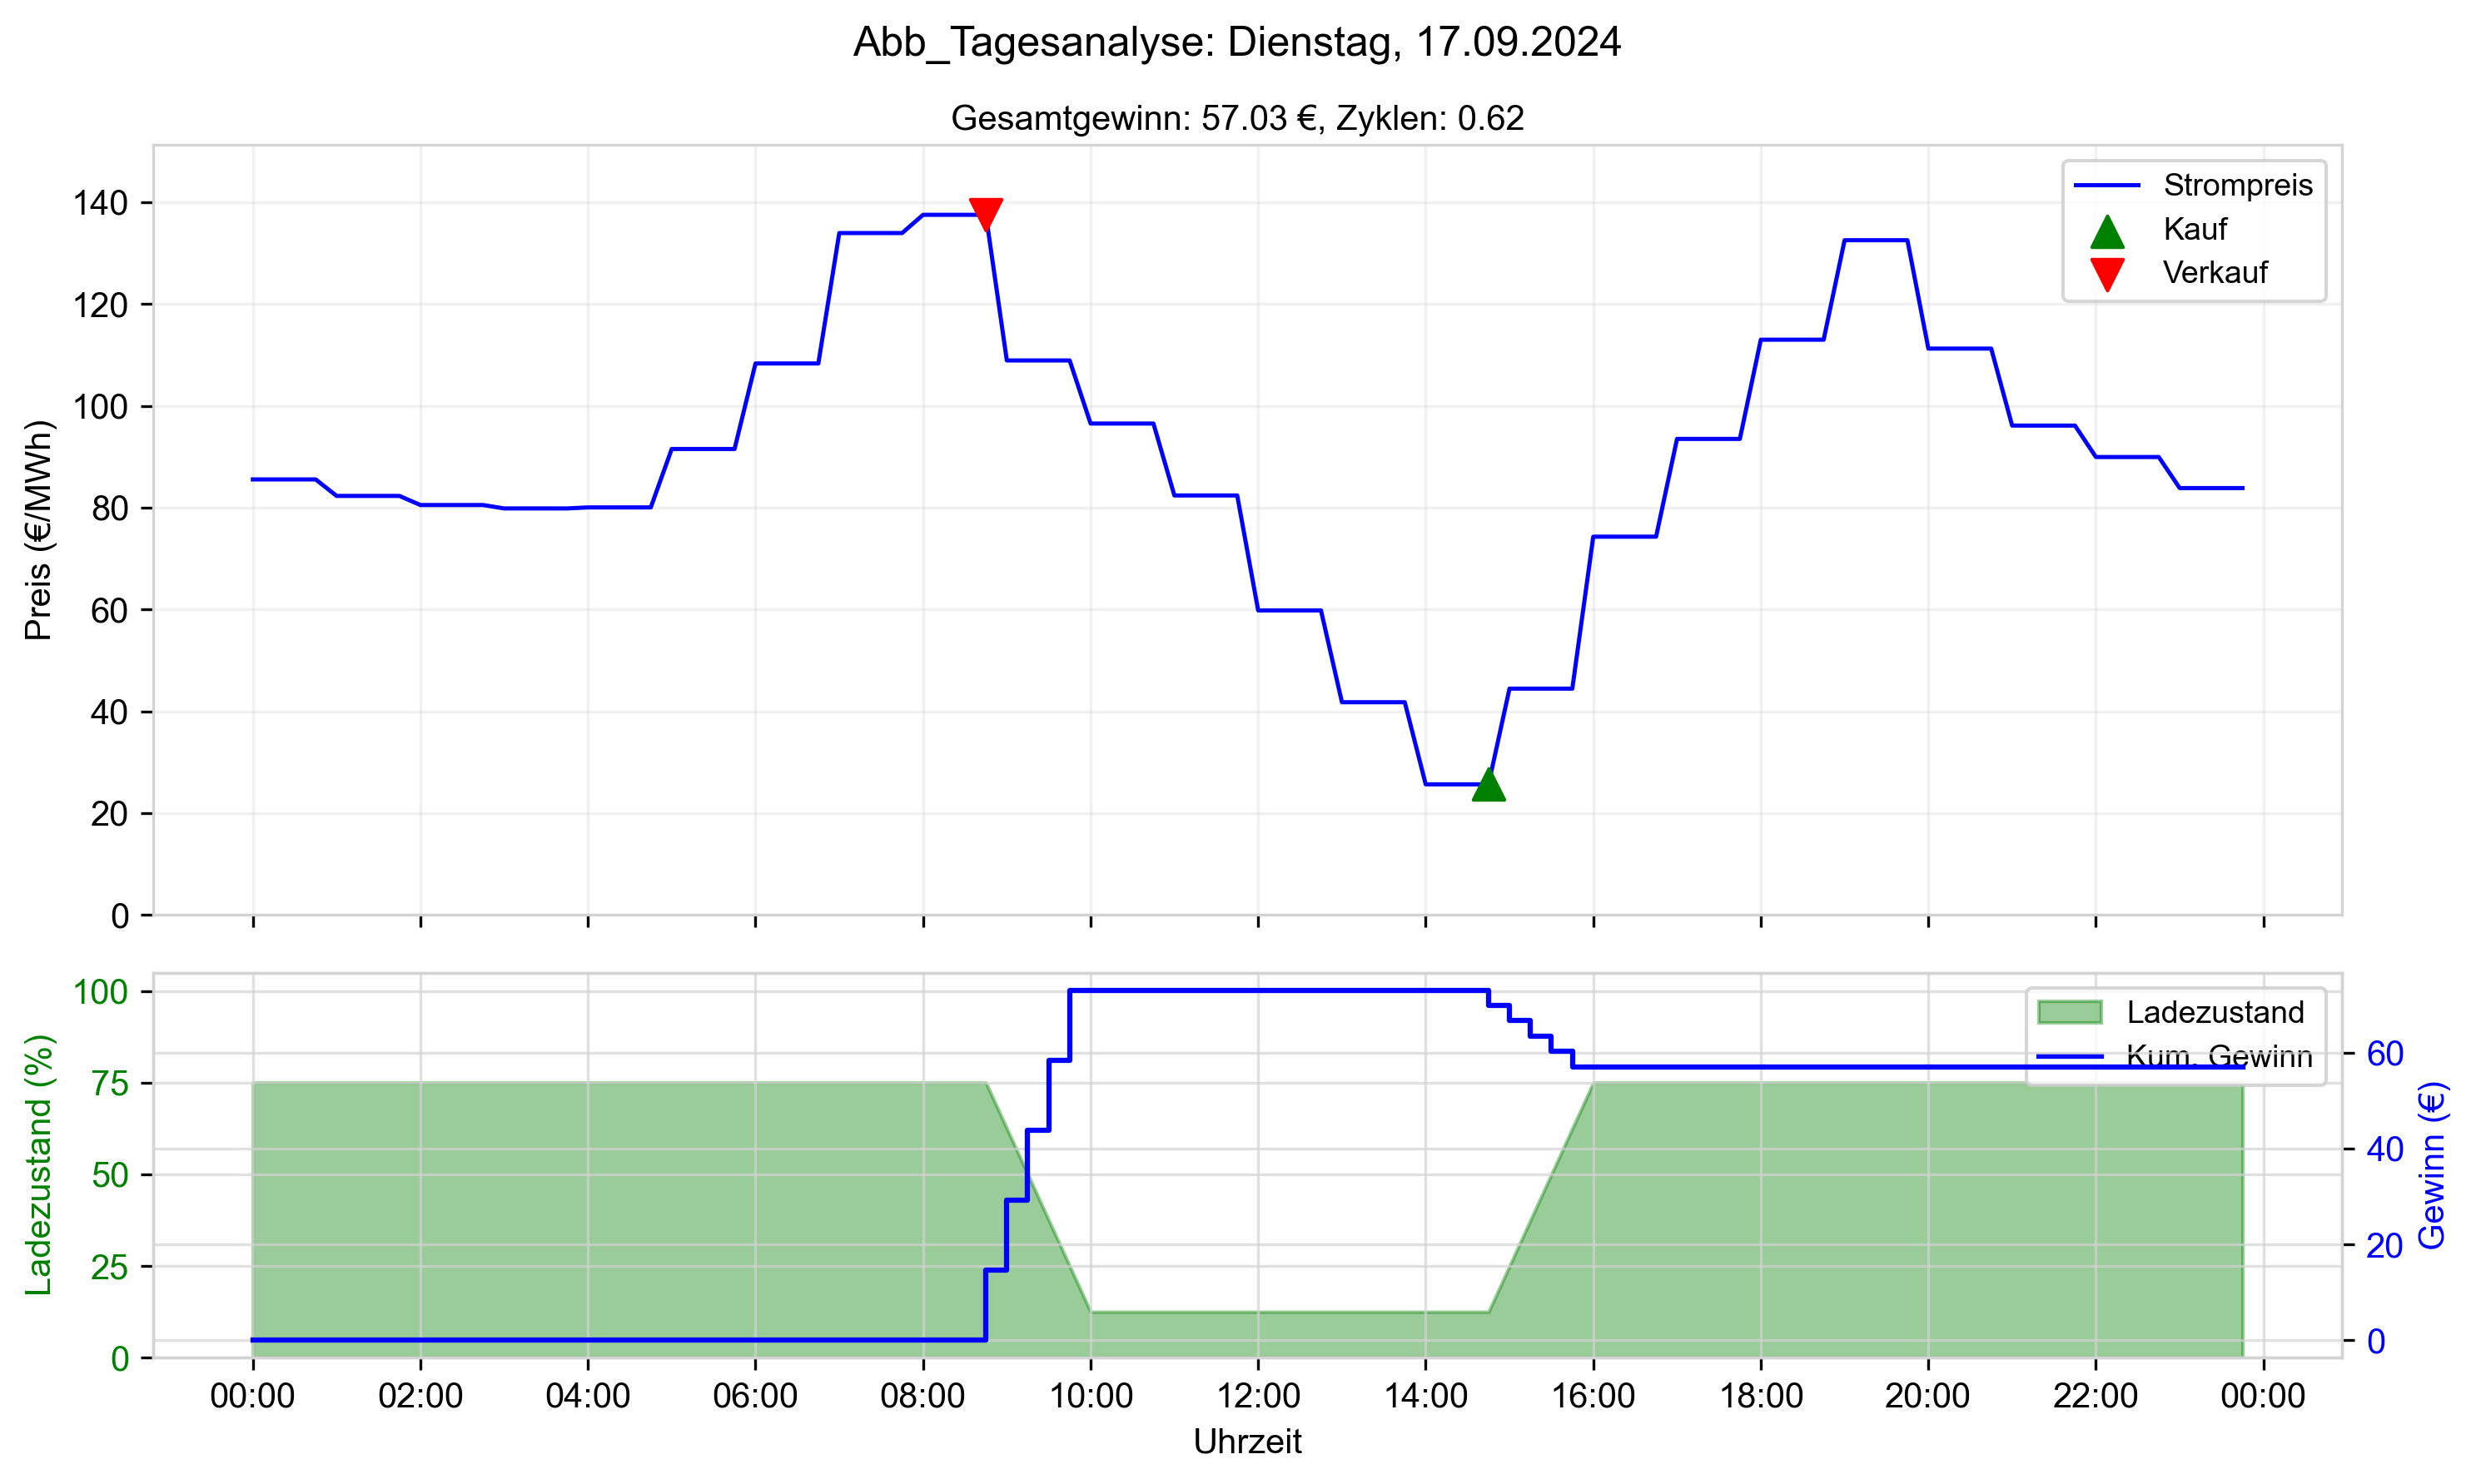 Abb_Tagesanalyse: Dienstag, 17.09.2024
Gesamtgewinn: 57.03 €, Zyklen: 0.62
Preis (€/MWh)
140
120
100
80
60
40
20
0
Strompreis
Kauf
Verkauf
Ladezustand (%)
100
75
50
25
0
Ladezustand
Kum. Gewinn
60
40
20
0
Gewinn (€)
00:00 02:00 04:00 06:00 08:00 10:00 12:00 14:00 16:00 18:00 20:00 22:00 00:00
Uhrzeit